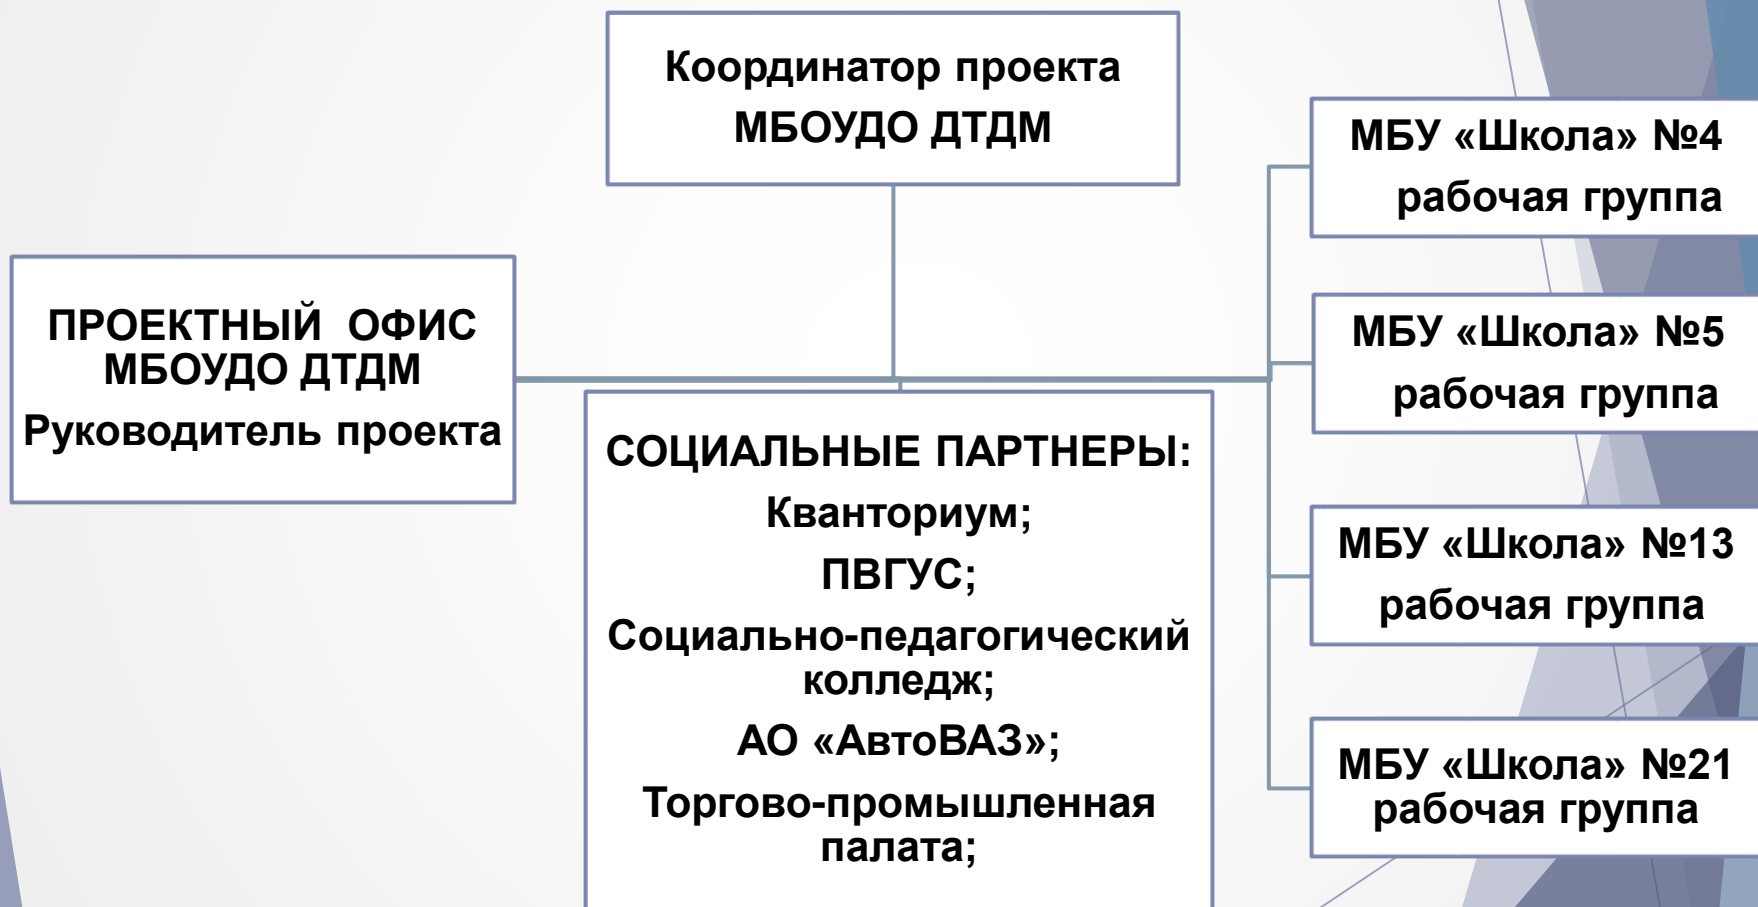 Координатор проекта
МБОУДО ДТДМ
ПРОЕКТНЫЙ ОФИС
МБОУДО ДТДМ
Руководитель проекта
СОЦИАЛЬНЫЕ ПАРТНЕРЫ:
Кванториум;
ПВГУС;
Социально-педагогический
колледж;
АО «АвтоВАЗ»;
Торгово-промышленная
палата;
МБУ «Школа» №4
рабочая группа
МБУ «Школа» №5
рабочая группа
МБУ «Школа» №13
рабочая группа
МБУ «Школа» №21
рабочая группа